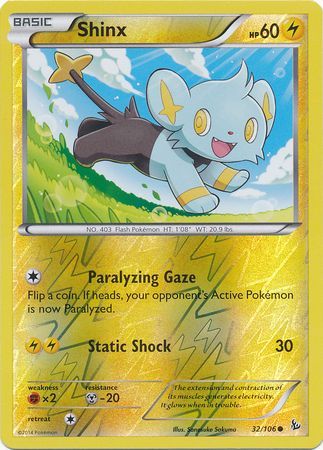 BASIC
Shinx
HP60
NO. 403 Flash Pokémon HT: 1'08" WT: 20.9 lbs
Paralyzing Gaze
Flip a coin. If heads, your opponent's Active Pokémon
is now Paralyzed.
Static Shock 30
weakness resistance
×2 -20
retreat
The extension and contraction of
its muscles generates electricity.
It glows when in trouble.
©2014 Pokémon
Illus. Sanosuke Sakuma
32/106